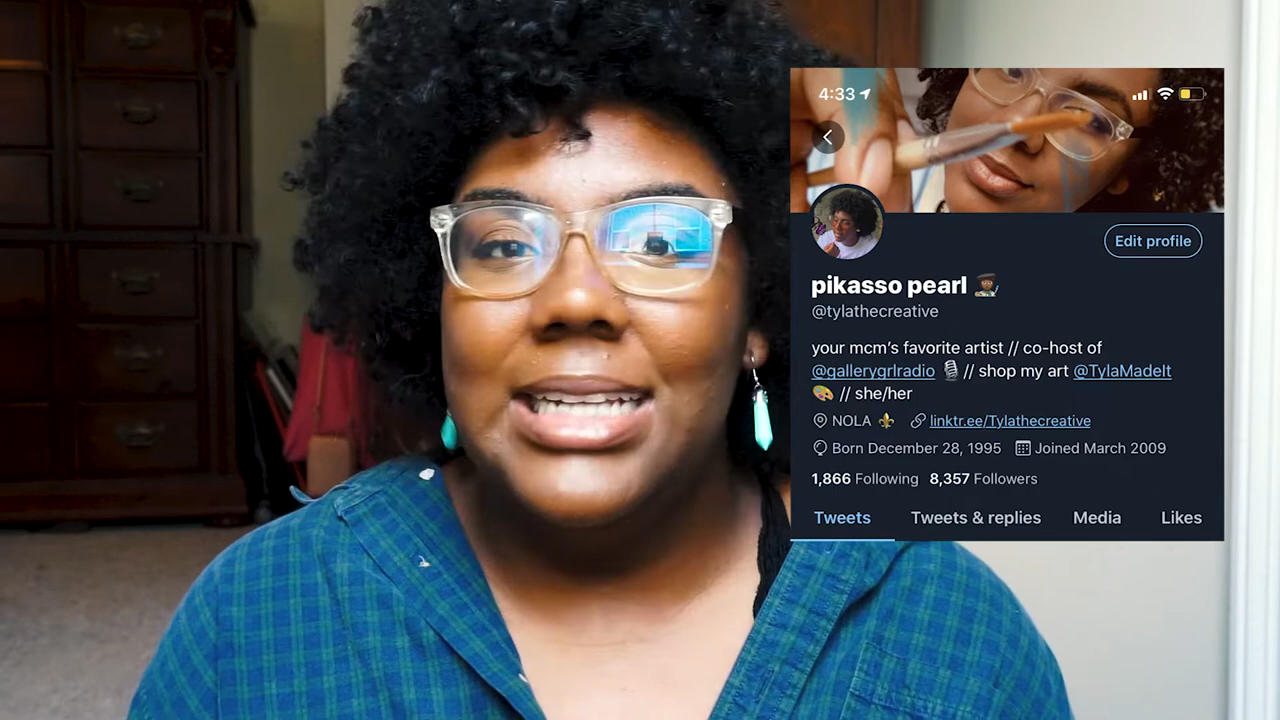 4:33
Edit profile
pikasso pearl
@tylathecreative
your mcm's favorite artist // co-host of
@gallerygrlradio 🎙 // shop my art @TylaMadeIt
🎨 // she/her
NOLA ⚜ linktr.ee/Tylathecreative
Born December 28, 1995 Joined March 2009
1,866 Following 8,357 Followers
Tweets Tweets & replies Media Likes